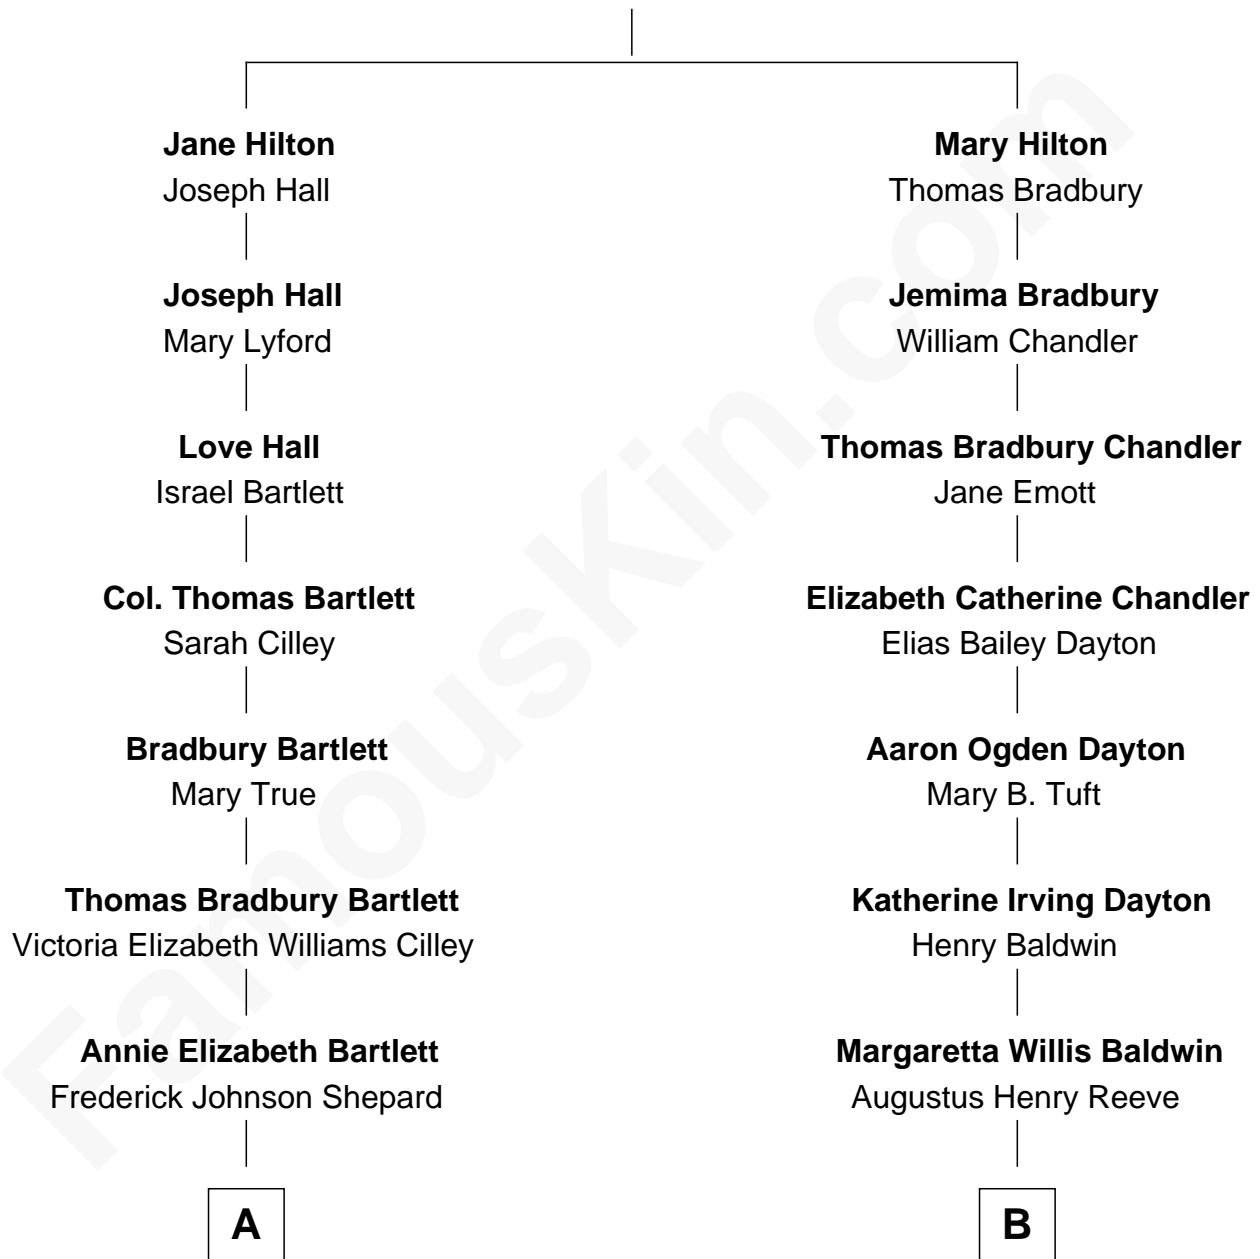 Jane Hilton
Joseph Hall
Mary Hilton
Thomas Bradbury
Joseph Hall
Mary Lyford
Jemima Bradbury
William Chandler
Love Hall
Israel Bartlett
Thomas Bradbury Chandler
Jane Emott
Col. Thomas Bartlett
Sarah Cilley
Elizabeth Catherine Chandler
Elias Bailey Dayton
Bradbury Bartlett
Mary True
Aaron Ogden Dayton
Mary B. Tuft
Thomas Bradbury Bartlett
Victoria Elizabeth Williams Cilley
Katherine Irving Dayton
Henry Baldwin
Annie Elizabeth Bartlett
Frederick Johnson Shepard
Margaretta Willis Baldwin
Augustus Henry Reeve
A
B
FamousKin.com